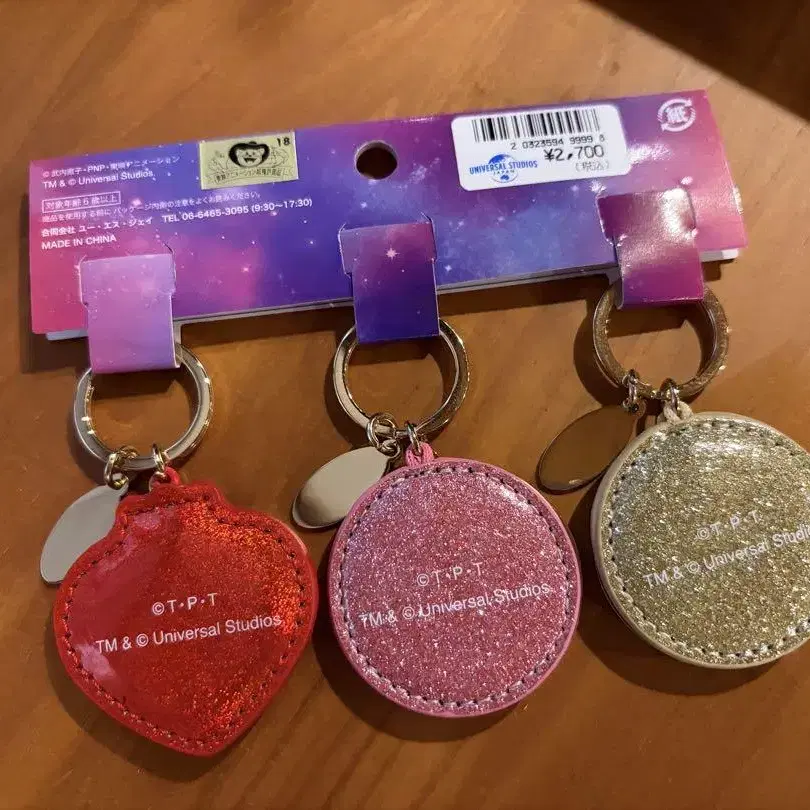 © 武内直子・PNP・東映アニメーション
TM & © Universal Studios
対象年齢6歳以上
商品を使用する前に パッケージ内側の注意をよくお読みください。
合同会社 ユー・エス・ジェイ TEL 06-6465-3095 (9:30〜17:30)
MADE IN CHINA
18
2 0323594 9999 6
UNIVERSAL STUDIOS
JAPAN
¥2,700
(税込)
©T・P・T
TM & © Universal Studios
©T・P・T
TM & © Universal Studios
©T・P・T
TM & © Universal Studios